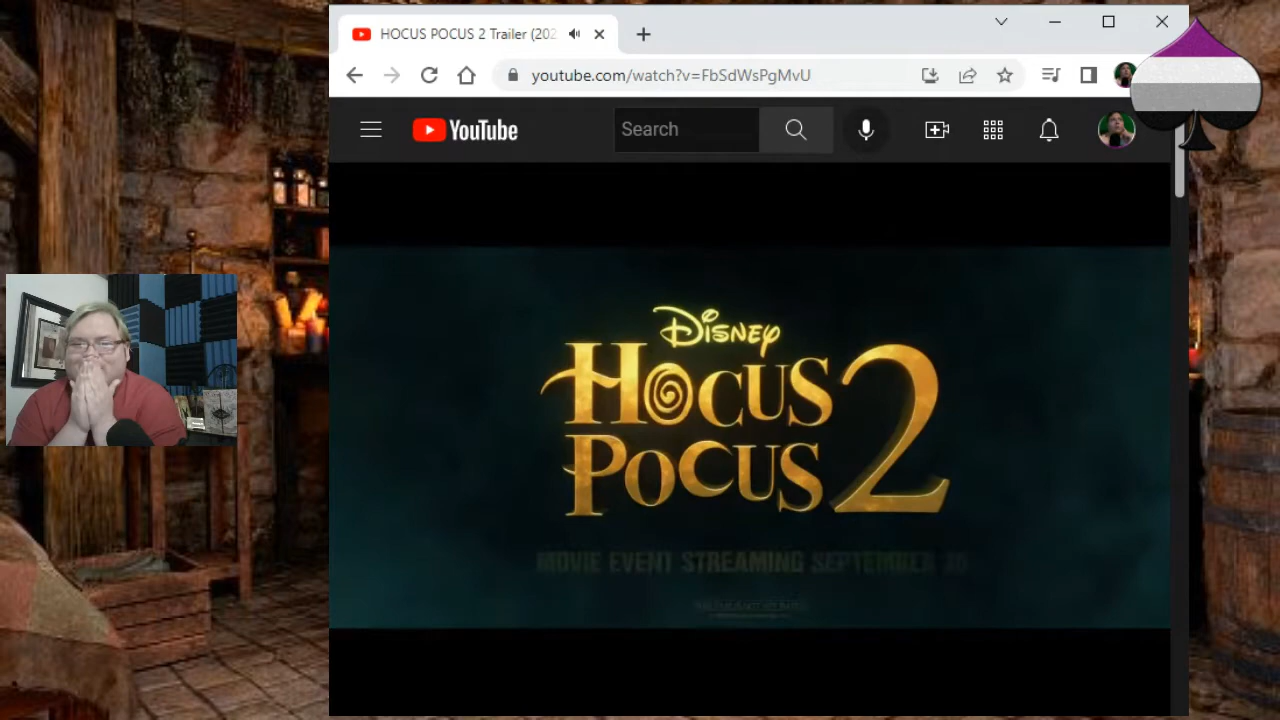 HOCUS POCUS 2 Trailer (202
youtube.com/watch?v=FbSdWsPgMvU
YouTube
Search
Disney
HOCUS
POCUS 2
MOVIE EVENT STREAMING SEPTEMBER 30